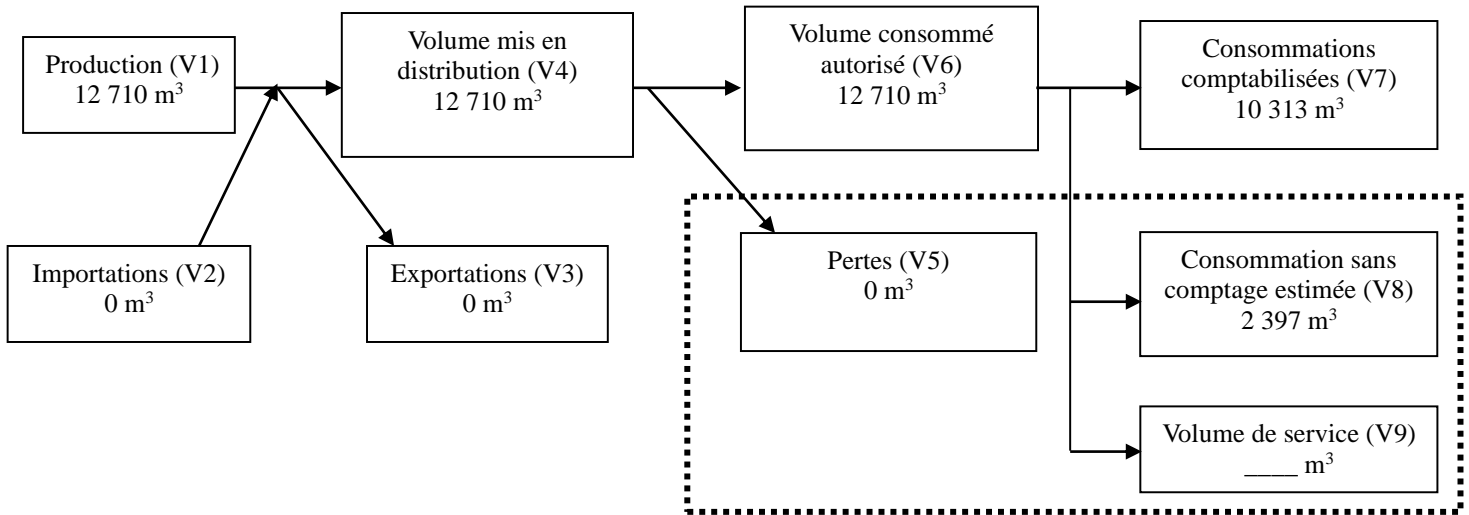 Production (V1)
12 710 m³
Volume mis en
distribution (V4)
12 710 m³
Volume consommé
autorisé (V6)
12 710 m³
Consommations
comptabilisées (V7)
10 313 m³
Importations (V2)
0 m³
Exportations (V3)
0 m³
Pertes (V5)
0 m³
Consommation sans
comptage estimée (V8)
2 397 m³
Volume de service (V9)
____ m³